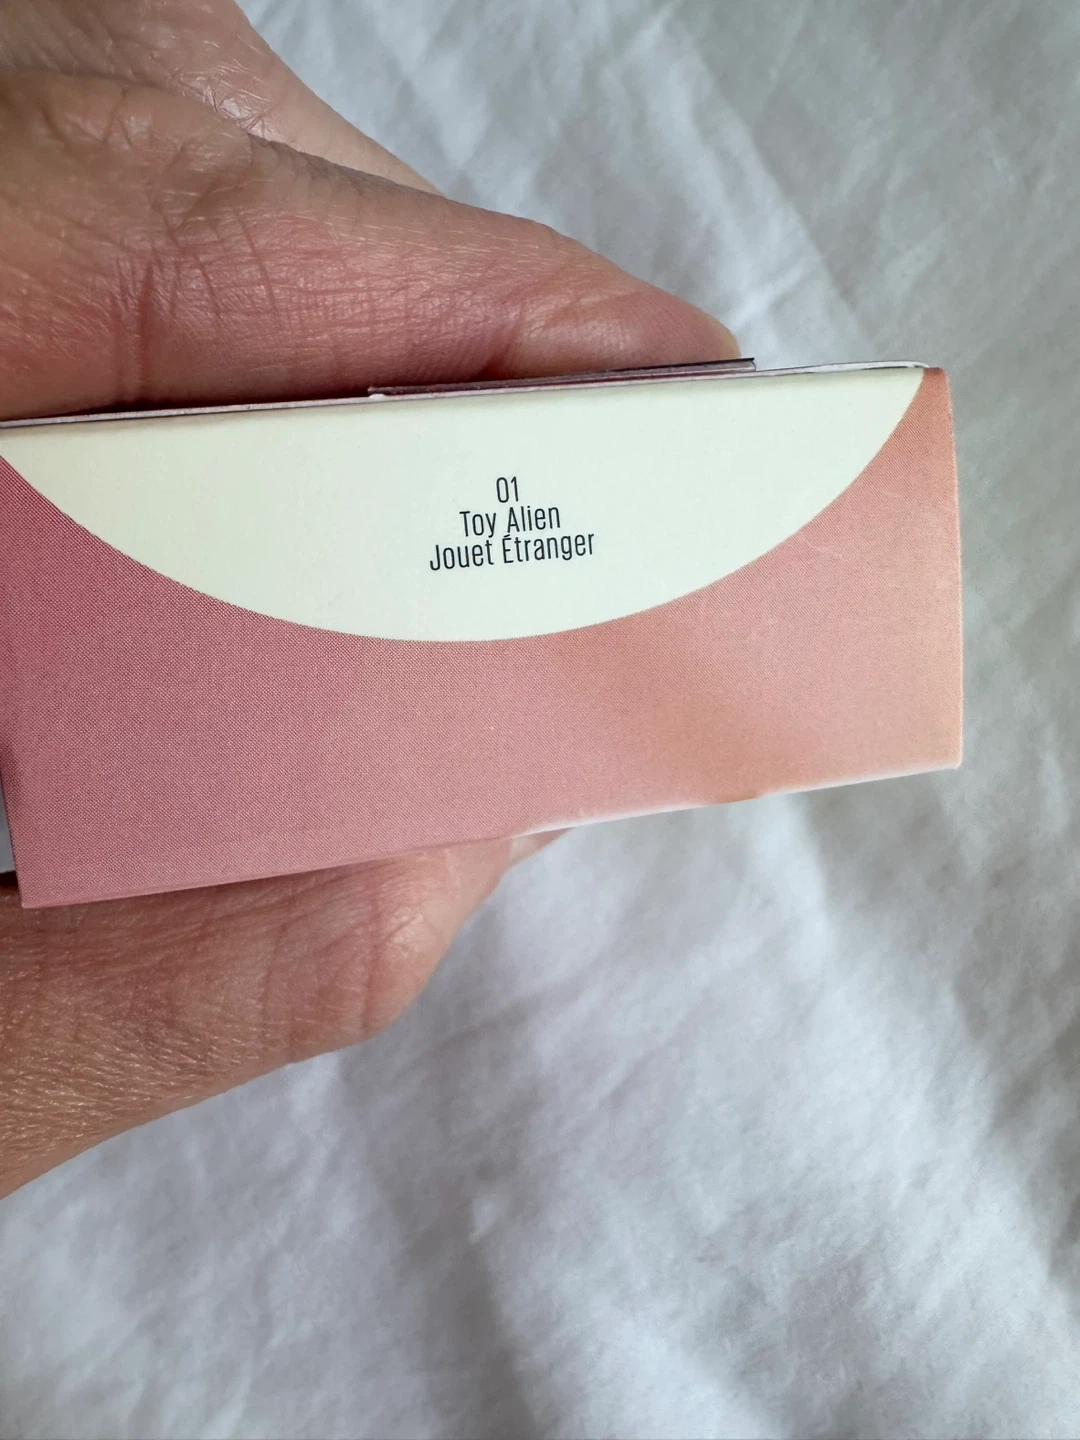 01
Toy Alien
Jouet Étranger